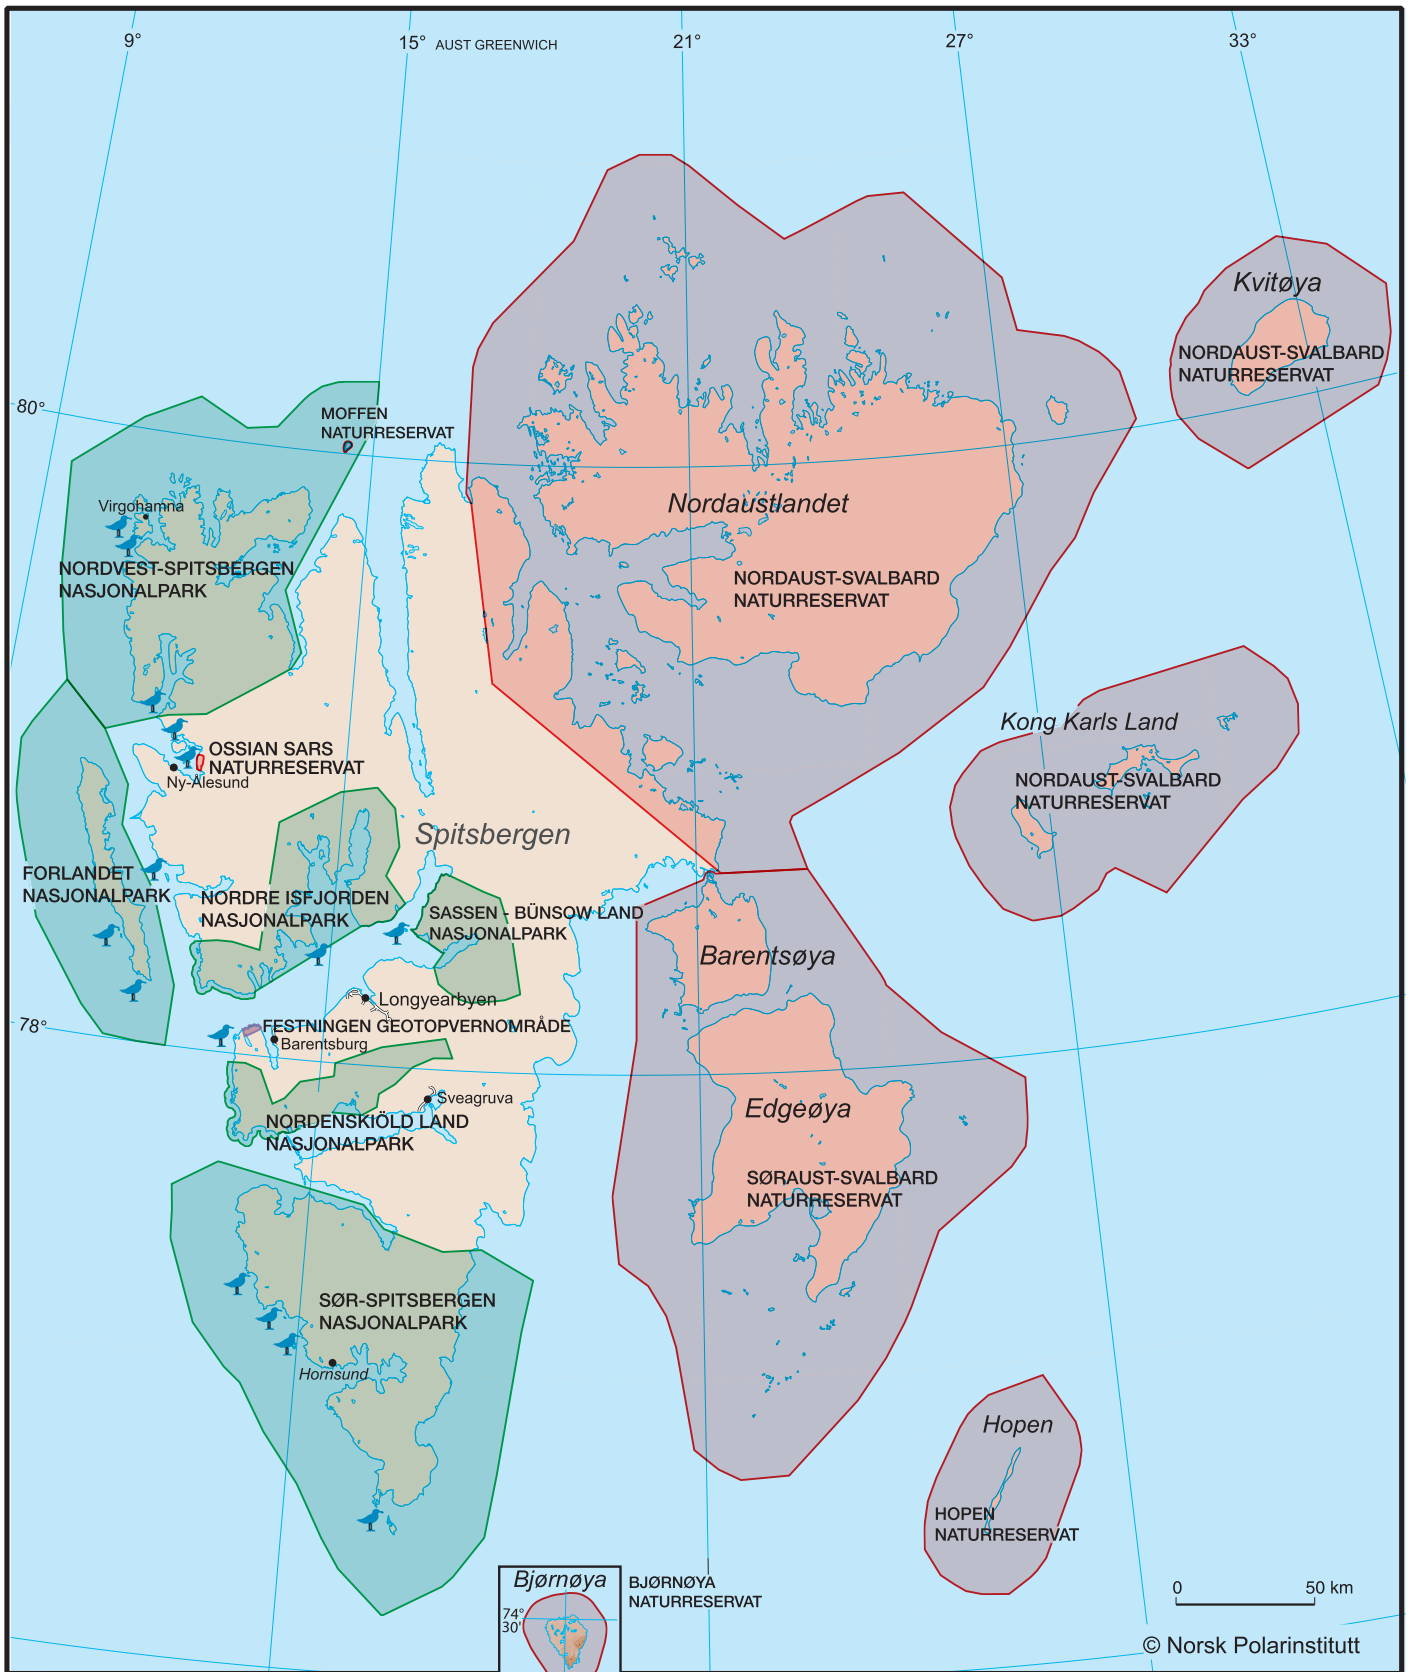 9°
15° AUST GREENWICH
21°
27°
33°
Kvitøya
NORDAUST-SVALBARD
NATURRESERVAT
80°
MOFFEN
NATURRESERVAT
Virgohamna
Nordaustlandet
NORDVEST-SPITSBERGEN
NASJONALPARK
NORDAUST-SVALBARD
NATURRESERVAT
Kong Karls Land
NORDAUST-SVALBARD
NATURRESERVAT
OSSIAN SARS
NATURRESERVAT
Ny-Ålesund
Spitsbergen
FORLANDET
NASJONALPARK
NORDRE ISFJORDEN
NASJONALPARK
SASSEN - BÜNSOW LAND
NASJONALPARK
Barentsøya
Longyearbyen
78°
FESTNINGEN GEOTOPVERNOMRÅDE
Barentsburg
Sveagruva
Edgeøya
NORDENSKIÖLD LAND
NASJONALPARK
SØRAUST-SVALBARD
NATURRESERVAT
SØR-SPITSBERGEN
NASJONALPARK
Hornsund
Hopen
HOPEN
NATURRESERVAT
Bjørnøya
BJØRNØYA
NATURRESERVAT
74°
30'
0 50 km
© Norsk Polarinstitutt